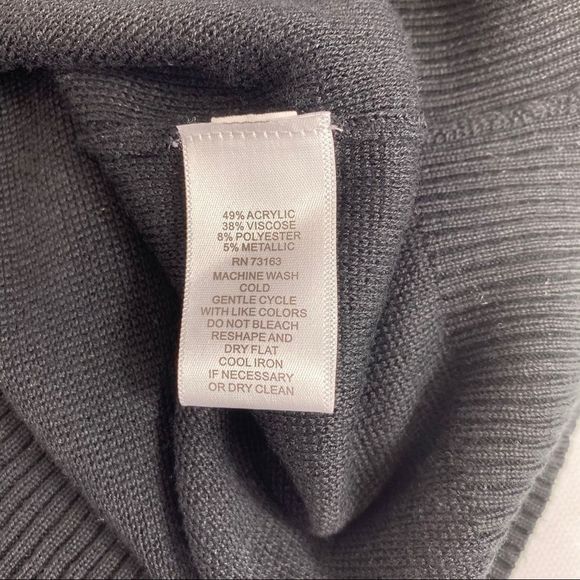 49% ACRYLIC
38% VISCOSE
8% POLYESTER
5% METALLIC
RN 73163
MACHINE WASH
COLD
GENTLE CYCLE
WITH LIKE COLORS
DO NOT BLEACH
RESHAPE AND
DRY FLAT
COOL IRON
IF NECESSARY
OR DRY CLEAN